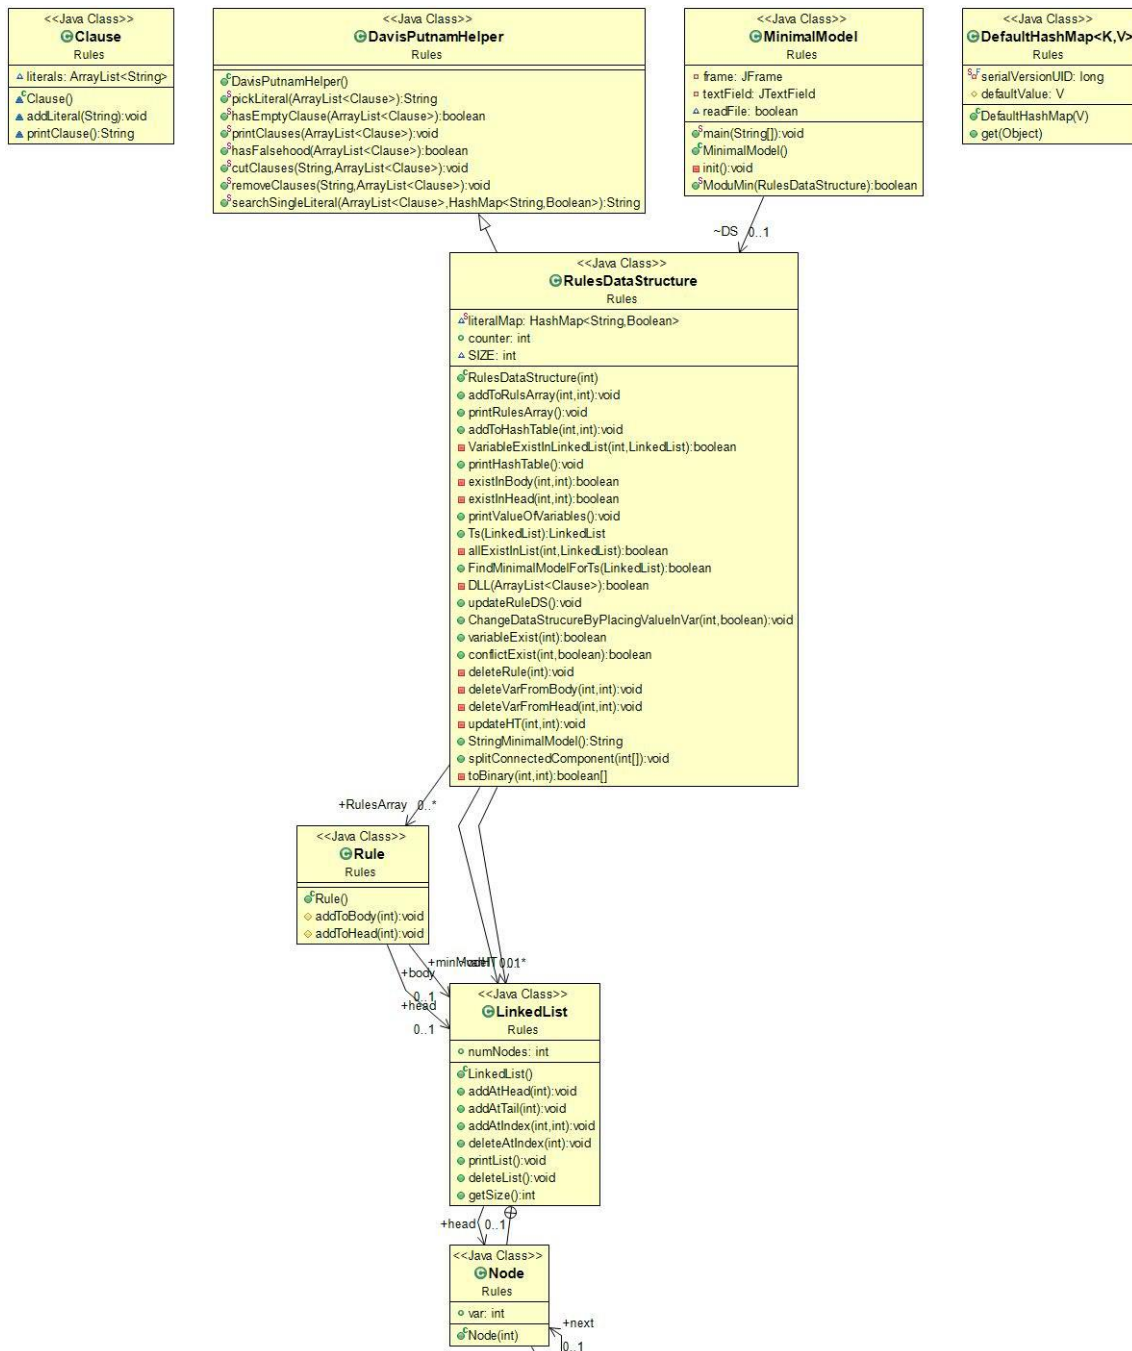 <<Java Class>>
Clause
Rules
literals: ArrayList<String>
Clause()
addLiteral(String):void
printClause():String
<<Java Class>>
DavisPutnamHelper
Rules
DavisPutnamHelper()
pickLiteral(ArrayList<Clause>):String
hasEmptyClause(ArrayList<Clause>):boolean
printClauses(ArrayList<Clause>):void
hasFalsehood(ArrayList<Clause>):boolean
cutClauses(String,ArrayList<Clause>):void
removeClauses(String,ArrayList<Clause>):void
searchSingleLiteral(ArrayList<Clause>,HashMap<String,Boolean>):String
<<Java Class>>
MinimalModel
Rules
frame: JFrame
textField: JTextField
readFile: boolean
main(String[]):void
MinimalModel()
init():void
ModuMin(RulesDataStructure):boolean
<<Java Class>>
DefaultHashMap<K,V>
Rules
serialVersionUID: long
defaultValue: V
DefaultHashMap(V)
get(Object)
~DS 0..1
<<Java Class>>
RulesDataStructure
Rules
literalMap: HashMap<String,Boolean>
counter: int
SIZE: int
RulesDataStructure(int)
addToRulsArray(int,int):void
printRulesArray():void
addToHashTable(int,int):void
VariableExistInLinkedList(int,LinkedList):boolean
printHashTable():void
existInBody(int,int):boolean
existInHead(int,int):boolean
printValueOfVariables():void
Ts(LinkedList):LinkedList
allExistInList(int,LinkedList):boolean
FindMinimalModelForTs(LinkedList):boolean
DLL(ArrayList<Clause>):boolean
updateRuleDS():void
ChangeDataStrucureByPlacingValueInVar(int,boolean):void
variableExist(int):boolean
conflictExist(int,boolean):boolean
deleteRule(int):void
deleteVarFromBody(int,int):void
deleteVarFromHead(int,int):void
updateHT(int,int):void
StringMinimalModel():String
splitConnectedComponent(int[]):void
toBinary(int,int):boolean[]
+RulesArray 0..*
<<Java Class>>
Rule
Rules
Rule()
addToBody(int):void
addToHead(int):void
+body
0..1
+head
0..1
<<Java Class>>
LinkedList
Rules
numNodes: int
LinkedList()
addAtHead(int):void
addAtTail(int):void
addAtIndex(int,int):void
deleteAtIndex(int):void
printList():void
deleteList():void
getSize():int
+head 0..1
<<Java Class>>
Node
Rules
var: int
Node(int)
+next
0..1